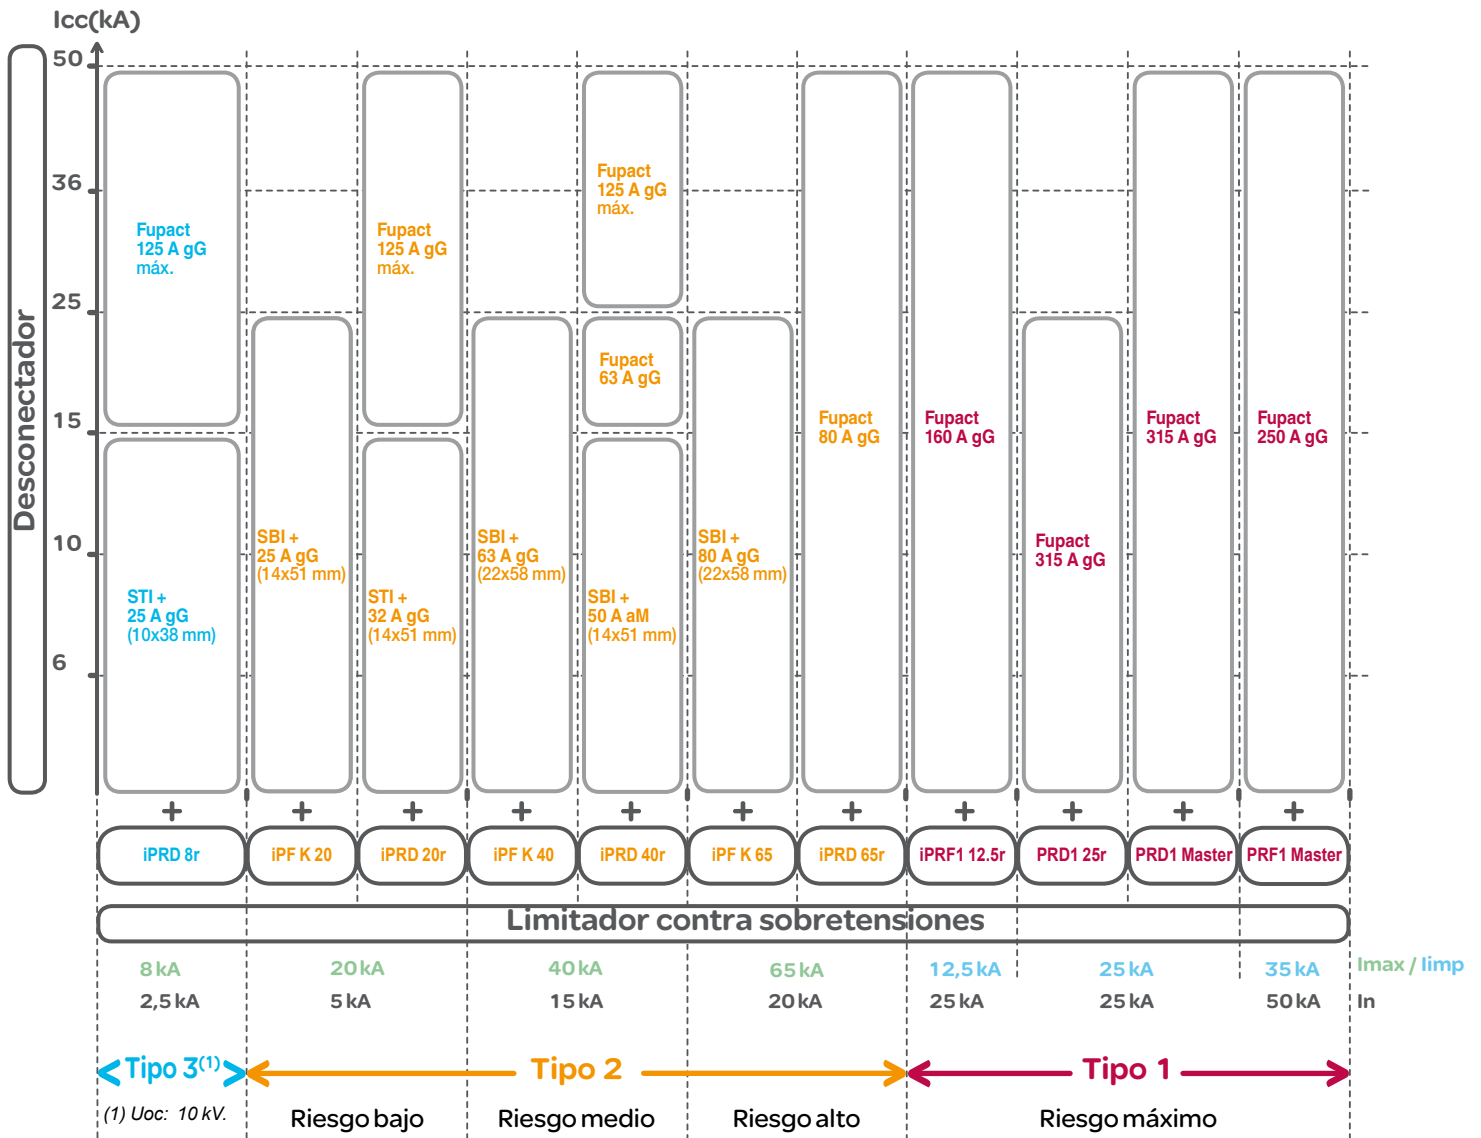 Icc(kA)
Desconectador
50
36
25
15
10
6
Fupact
125 A gG
máx.
STI +
25 A gG
(10x38 mm)
SBI +
25 A gG
(14x51 mm)
Fupact
125 A gG
máx.
STI +
32 A gG
(14x51 mm)
SBI +
63 A gG
(22x58 mm)
Fupact
125 A gG
máx.
Fupact
63 A gG
SBI +
50 A aM
(14x51 mm)
SBI +
80 A gG
(22x58 mm)
Fupact
80 A gG
Fupact
160 A gG
Fupact
315 A gG
Fupact
315 A gG
Fupact
250 A gG
+ + + + + + + + + + +
iPRD 8r iPF K 20 iPRD 20r iPF K 40 iPRD 40r iPF K 65 iPRD 65r iPRF1 12.5r PRD1 25r PRD1 Master PRF1 Master
Limitador contra sobretensiones
8 kA 20 kA 40 kA 65 kA 12,5 kA 25 kA 35 kA Imax / Iimp
2,5 kA 5 kA 15 kA 20 kA 25 kA 25 kA 50 kA In
Tipo 3(1) Tipo 2 Tipo 1
(1) Uoc: 10 kV. Riesgo bajo Riesgo medio Riesgo alto Riesgo máximo